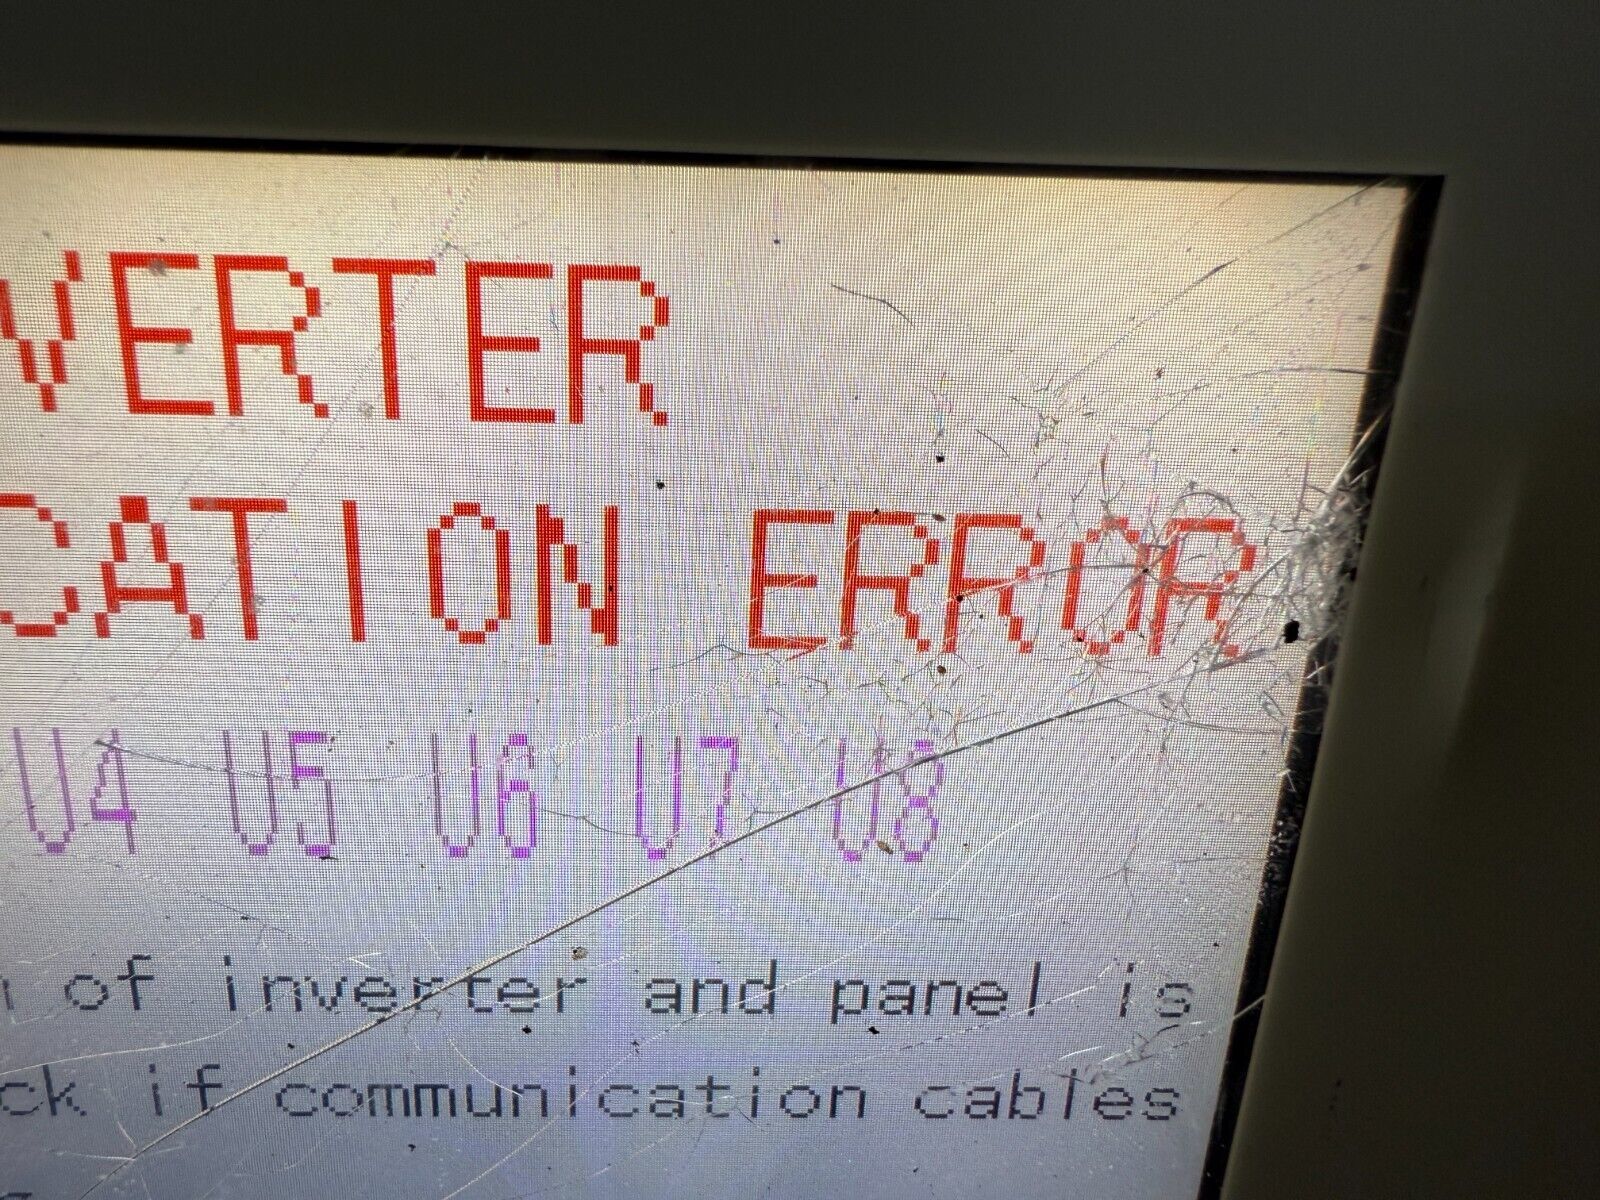 VERTER
CATION ERROR
U4 U5 U6 U7 U8
of inverter and panel is
ck if communication cables